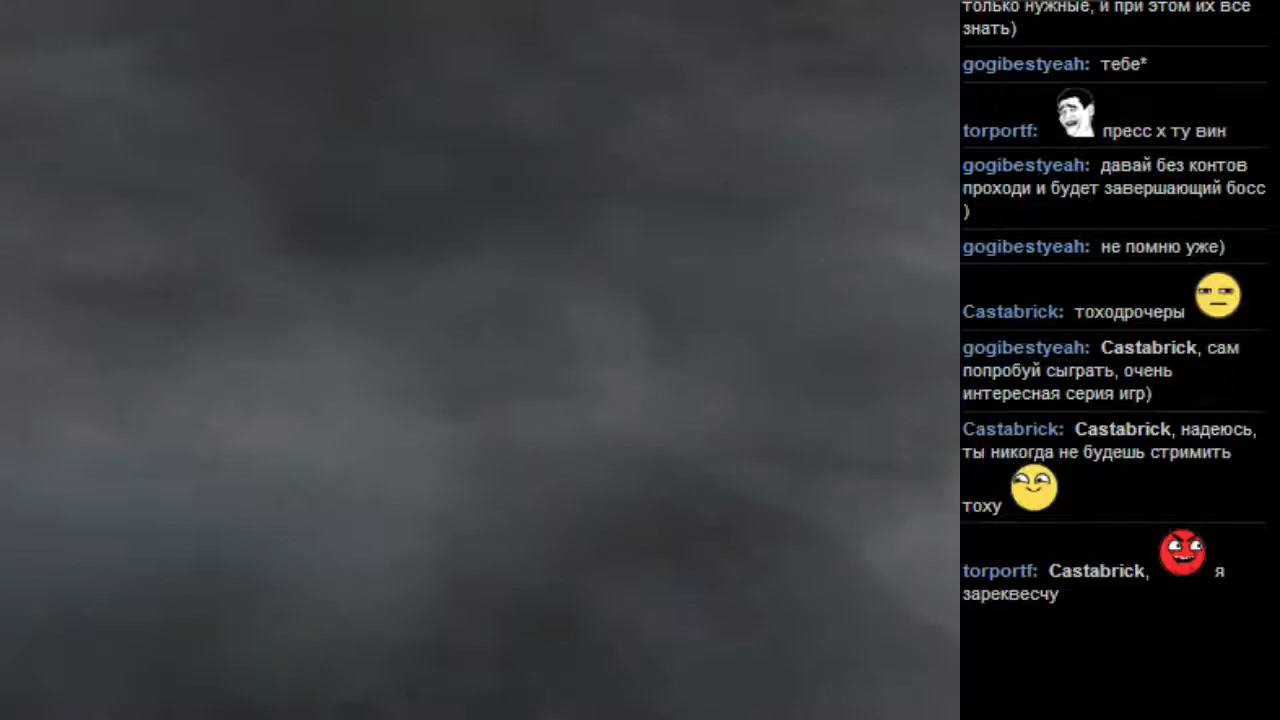 только нужные, и при этом их все
знать)
gogibestyeah: тебе*
torportf: пресс х ту вин
gogibestyeah: давай без контов
проходи и будет завершающий босс
)
gogibestyeah: не помню уже)
Castabrick: тоходрочеры
gogibestyeah: Castabrick, сам
попробуй сыграть, очень
интересная серия игр)
Castabrick: Castabrick, надеюсь,
ты никогда не будешь стримить
тоху
torportf: Castabrick, я
зареквесчу